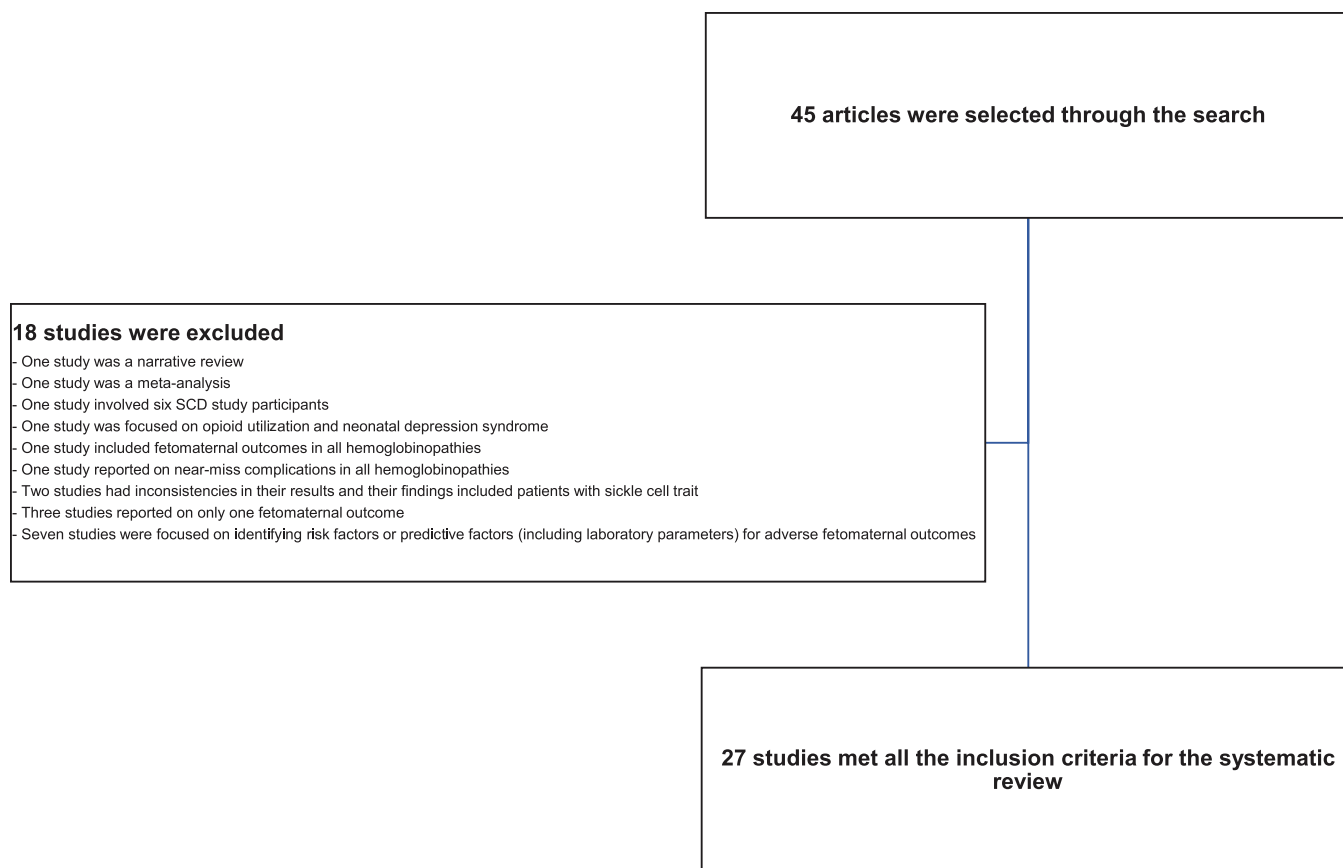 45 articles were selected through the search
18 studies were excluded
- One study was a narrative review
- One study was a meta-analysis
- One study involved six SCD study participants
- One study was focused on opioid utilization and neonatal depression syndrome
- One study included fetomaternal outcomes in all hemoglobinopathies
- One study reported on near-miss complications in all hemoglobinopathies
- Two studies had inconsistencies in their results and their findings included patients with sickle cell trait
- Three studies reported on only one fetomaternal outcome
- Seven studies were focused on identifying risk factors or predictive factors (including laboratory parameters) for adverse fetomaternal outcomes
27 studies met all the inclusion criteria for the systematic
review